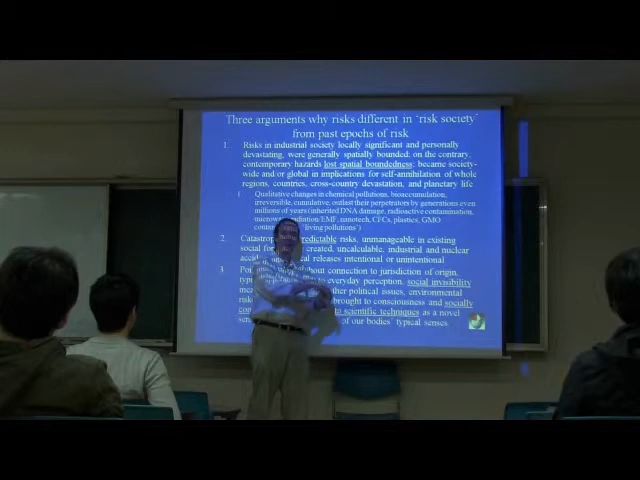 Three arguments why risks different in 'risk society'
from past epochs of risk
1. Risks in industrial society locally significant and personally
devastating, were generally spatially bounded; on the contrary,
contemporary hazards lost spatial boundedness: became society-
wide and/or global in implications for self-annihilation of whole
regions, countries, cross-country devastation, and planetary life
Qualitative changes in chemical pollutions, bioaccumulation,
irreversible, cumulative, outlast their perpetrators by generations even
millions of years (inherited DNA damage, radioactive contamination,
radiation/EMF, nanotech, CFCs, plastics, GMO
'living pollutions')
2. risks, unmanageable in existing
social created, uncalculable, industrial and nuclear
releases intentional or unintentional
3. connection to jurisdiction of origin,
to everyday perception, social invisibility
other political issues, environmental
brought to consciousness and socially
to scientific techniques as a novel
of our bodies' typical senses.